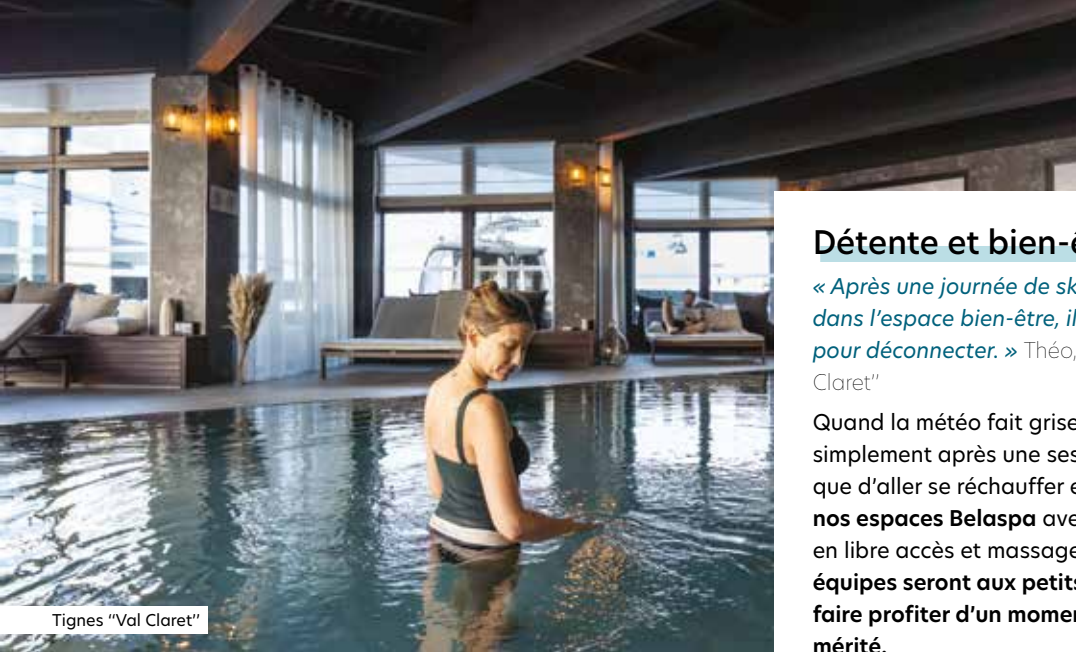 Détente et bien-ê
« Après une journée de sk
dans l’espace bien-être, il
pour déconnecter. » Théo,
Claret”
Quand la météo fait grise
simplement après une ses
que d’aller se réchauffer e
nos espaces Belaspa ave
en libre accès et massage
équipes seront aux petits
faire profiter d’un momen
mérité.
Tignes “Val Claret”